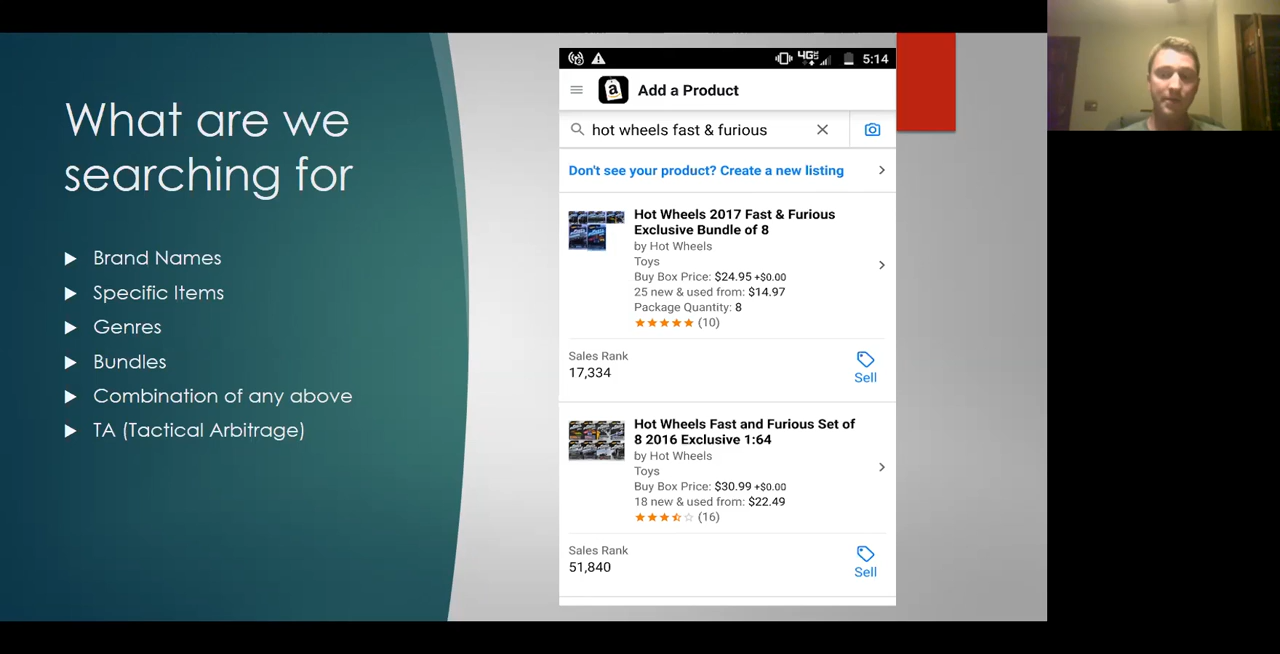 What are we
searching for
Brand Names
Specific Items
Genres
Bundles
Combination of any above
TA (Tactical Arbitrage)
4G 5:14
Add a Product
hot wheels fast & furious
Don't see your product? Create a new listing
Hot Wheels 2017 Fast & Furious
Exclusive Bundle of 8
by Hot Wheels
Toys
Buy Box Price: $24.95 +$0.00
25 new & used from: $14.97
Package Quantity: 8
(10)
Sales Rank
17,334
Sell
Hot Wheels Fast and Furious Set of
8 2016 Exclusive 1:64
by Hot Wheels
Toys
Buy Box Price: $30.99 +$0.00
18 new & used from: $22.49
(16)
Sales Rank
51,840
Sell